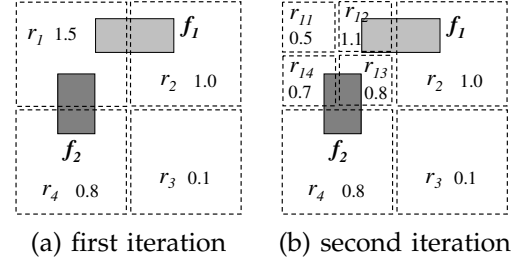 r1 1.5
f1
r2 1.0
f2
r4 0.8
r3 0.1
(a) first iteration
r11
0.5
r12
1.1
f1
r14
0.7
r13
0.8
r2 1.0
f2
r4 0.8
r3 0.1
(b) second iteration